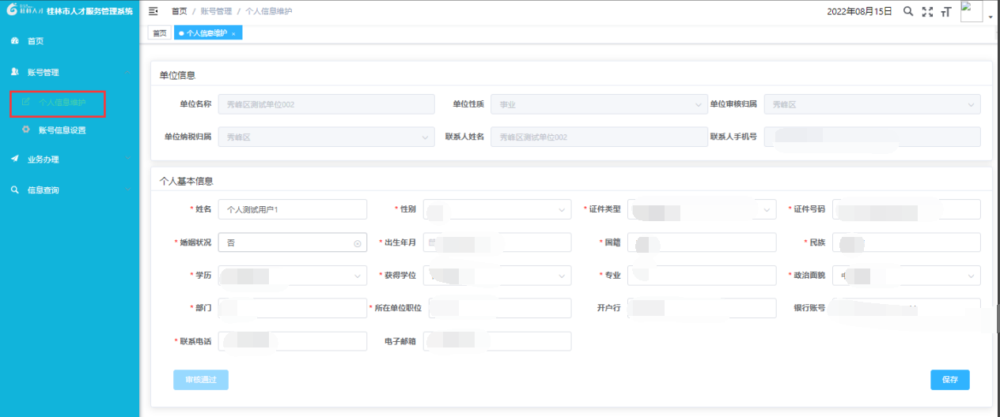 桂林人才 桂林市人才服务管理系统
首页 / 账号管理 / 个人信息维护
2022年08月15日
首页
账号管理
个人信息维护
账号信息设置
业务办理
信息查询
首页
个人信息维护 ×
单位信息
单位名称 秀峰区测试单位002 单位性质 事业 单位审核归属 秀峰区
单位纳税归属 秀峰区 联系人姓名 秀峰区测试单位002 联系人手机号
个人基本信息
* 姓名 个人测试用户1 * 性别 * 证件类型 * 证件号码
* 婚姻状况 否 * 出生年月 * 国籍 * 民族
* 学历 * 获得学位 * 专业 * 政治面貌
* 部门 * 所在单位职位 开户行 银行账号
* 联系电话 电子邮箱
审核通过 保存